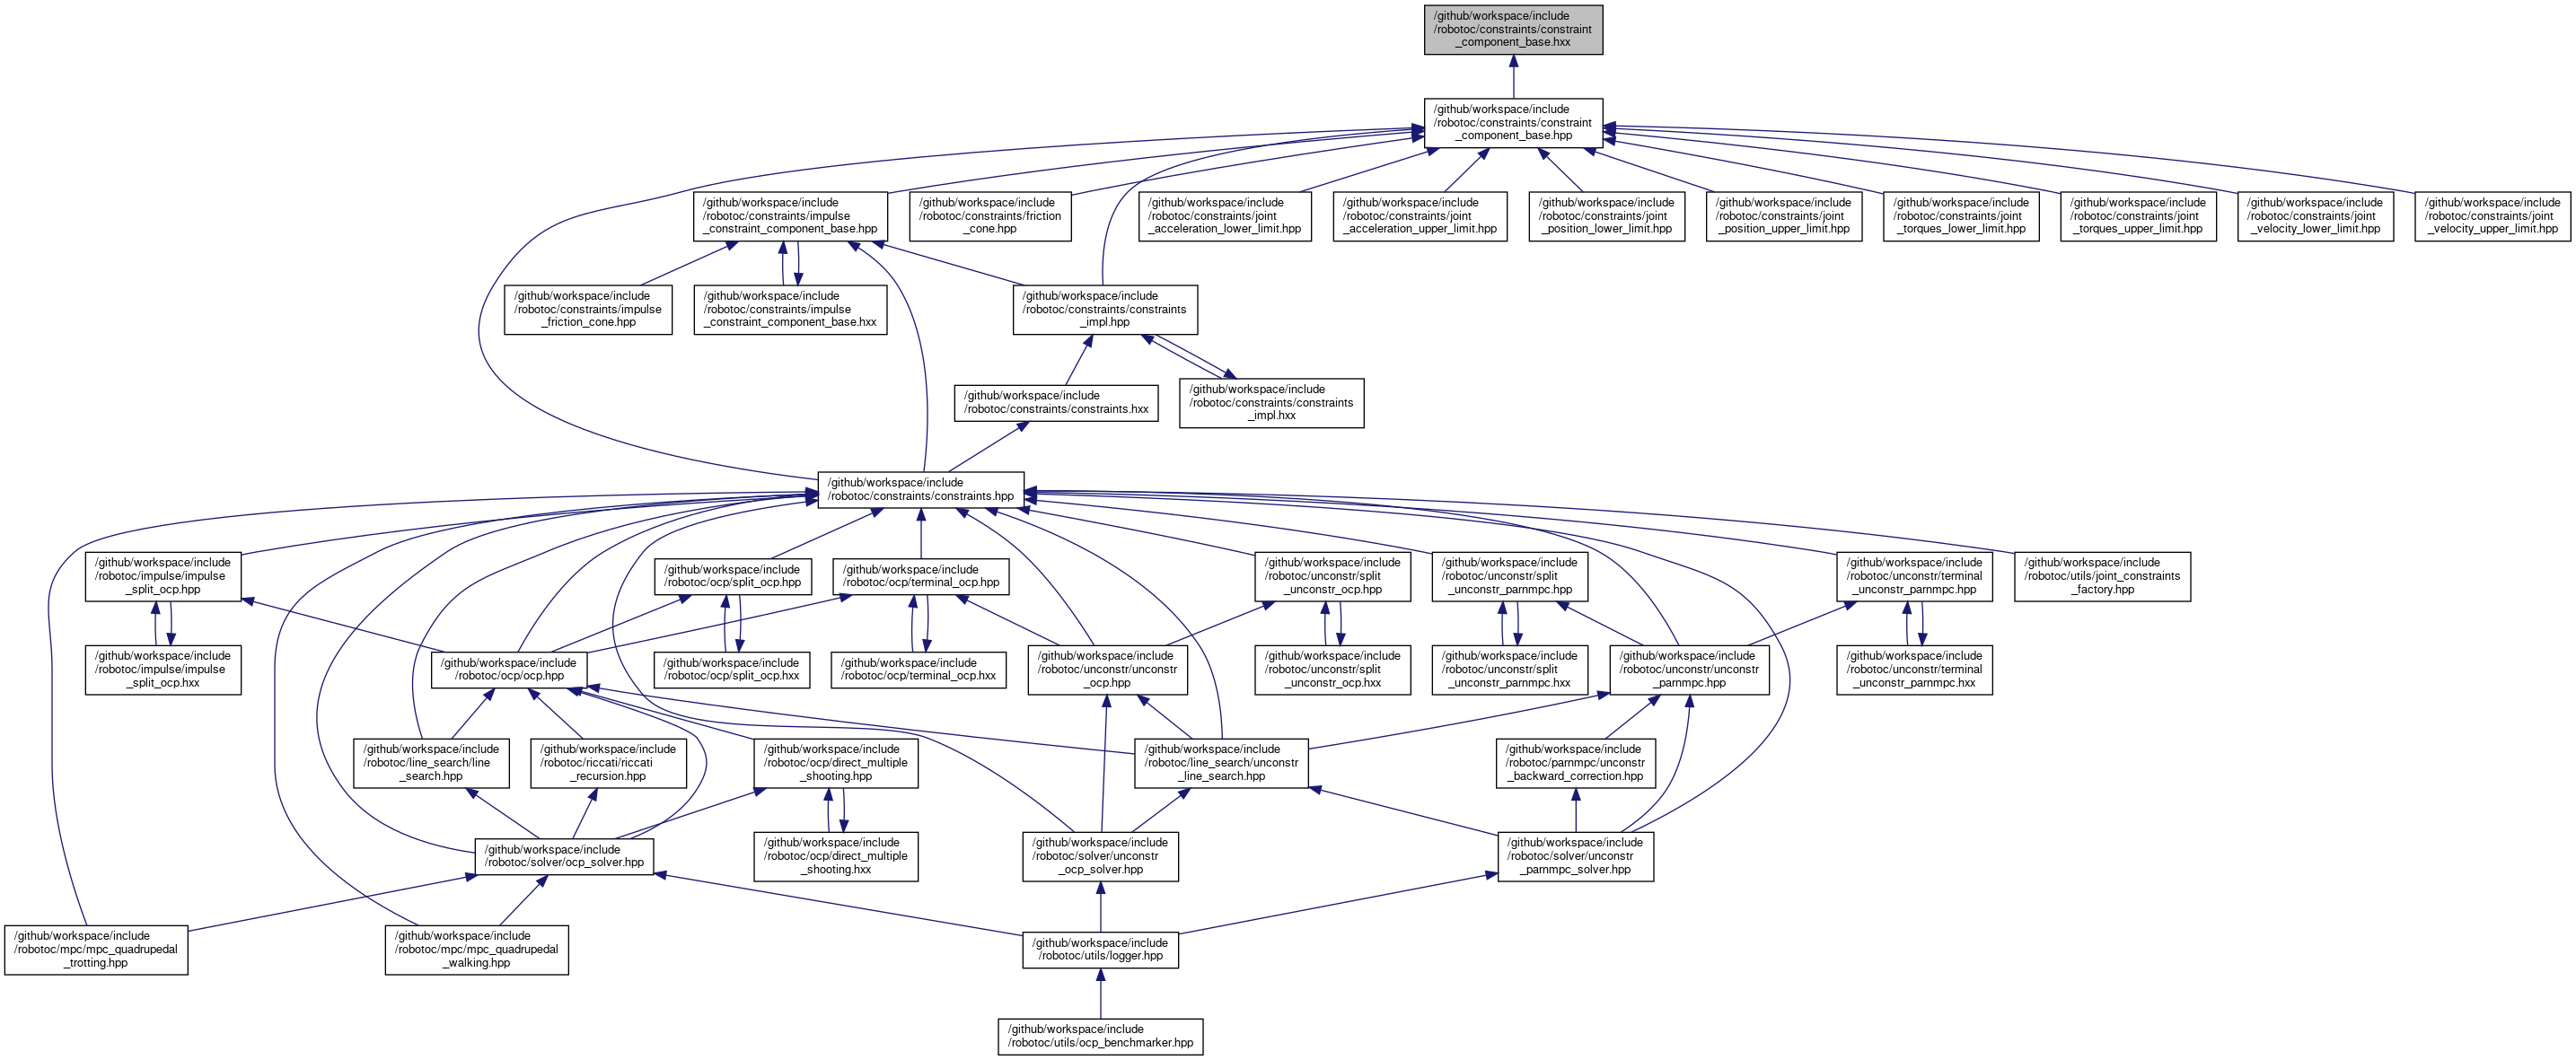 /github/workspace/include
/robotoc/constraints/constraint
_component_base.hxx
/github/workspace/include
/robotoc/constraints/constraint
_component_base.hpp
/github/workspace/include
/robotoc/constraints/impulse
_constraint_component_base.hpp
/github/workspace/include
/robotoc/constraints/friction
_cone.hpp
/github/workspace/include
/robotoc/constraints/joint
_acceleration_lower_limit.hpp
/github/workspace/include
/robotoc/constraints/joint
_acceleration_upper_limit.hpp
/github/workspace/include
/robotoc/constraints/joint
_position_lower_limit.hpp
/github/workspace/include
/robotoc/constraints/joint
_position_upper_limit.hpp
/github/workspace/include
/robotoc/constraints/joint
_torques_lower_limit.hpp
/github/workspace/include
/robotoc/constraints/joint
_torques_upper_limit.hpp
/github/workspace/include
/robotoc/constraints/joint
_velocity_lower_limit.hpp
/github/workspace/include
/robotoc/constraints/joint
_velocity_upper_limit.hpp
/github/workspace/include
/robotoc/constraints/impulse
_friction_cone.hpp
/github/workspace/include
/robotoc/constraints/impulse
_constraint_component_base.hxx
/github/workspace/include
/robotoc/constraints/constraints
_impl.hpp
/github/workspace/include
/robotoc/constraints/constraints.hxx
/github/workspace/include
/robotoc/constraints/constraints
_impl.hxx
/github/workspace/include
/robotoc/constraints/constraints.hpp
/github/workspace/include
/robotoc/impulse/impulse
_split_ocp.hpp
/github/workspace/include
/robotoc/ocp/split_ocp.hpp
/github/workspace/include
/robotoc/ocp/terminal_ocp.hpp
/github/workspace/include
/robotoc/unconstr/split
_unconstr_ocp.hpp
/github/workspace/include
/robotoc/unconstr/split
_unconstr_parnmpc.hpp
/github/workspace/include
/robotoc/unconstr/terminal
_unconstr_parnmpc.hpp
/github/workspace/include
/robotoc/utils/joint_constraints
_factory.hpp
/github/workspace/include
/robotoc/impulse/impulse
_split_ocp.hxx
/github/workspace/include
/robotoc/ocp/ocp.hpp
/github/workspace/include
/robotoc/ocp/split_ocp.hxx
/github/workspace/include
/robotoc/ocp/terminal_ocp.hxx
/github/workspace/include
/robotoc/unconstr/unconstr
_ocp.hpp
/github/workspace/include
/robotoc/unconstr/split
_unconstr_ocp.hxx
/github/workspace/include
/robotoc/unconstr/split
_unconstr_parnmpc.hxx
/github/workspace/include
/robotoc/unconstr/unconstr
_parnmpc.hpp
/github/workspace/include
/robotoc/unconstr/terminal
_unconstr_parnmpc.hxx
/github/workspace/include
/robotoc/line_search/line
_search.hpp
/github/workspace/include
/robotoc/riccati/riccati
_recursion.hpp
/github/workspace/include
/robotoc/ocp/direct_multiple
_shooting.hpp
/github/workspace/include
/robotoc/line_search/unconstr
_line_search.hpp
/github/workspace/include
/robotoc/parnmpc/unconstr
_backward_correction.hpp
/github/workspace/include
/robotoc/solver/ocp_solver.hpp
/github/workspace/include
/robotoc/ocp/direct_multiple
_shooting.hxx
/github/workspace/include
/robotoc/solver/unconstr
_ocp_solver.hpp
/github/workspace/include
/robotoc/solver/unconstr
_parnmpc_solver.hpp
/github/workspace/include
/robotoc/mpc/mpc_quadrupedal
_trotting.hpp
/github/workspace/include
/robotoc/mpc/mpc_quadrupedal
_walking.hpp
/github/workspace/include
/robotoc/utils/logger.hpp
/github/workspace/include
/robotoc/utils/ocp_benchmarker.hpp